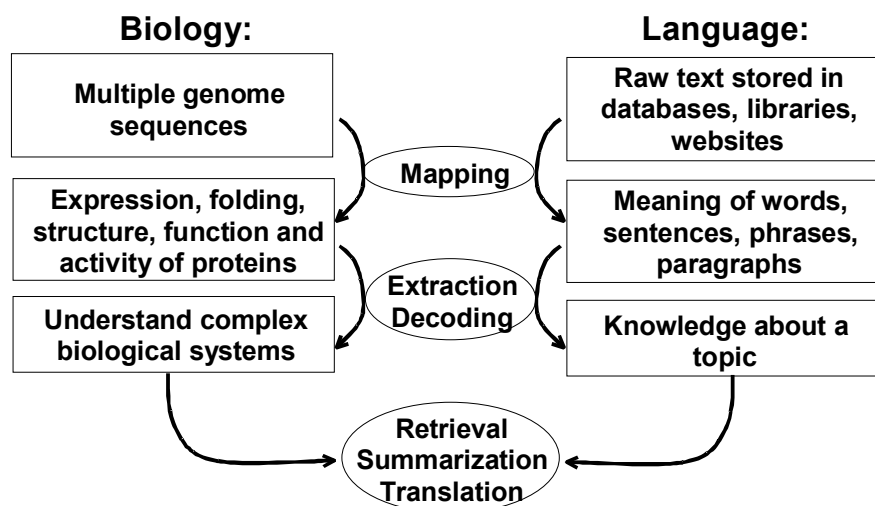 Biology:
Multiple genome
sequences
Expression, folding,
structure, function and
activity of proteins
Understand complex
biological systems
Mapping
Extraction
Decoding
Retrieval
Summarization
Translation
Language:
Raw text stored in
databases, libraries,
websites
Meaning of words,
sentences, phrases,
paragraphs
Knowledge about a
topic